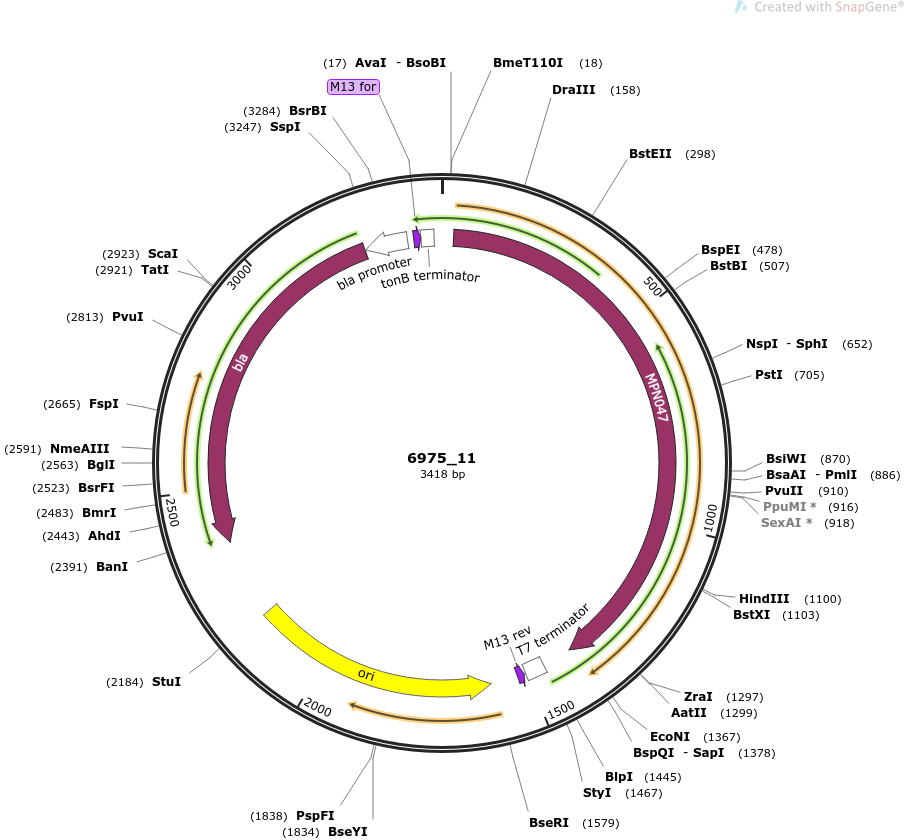 Created with SnapGene®
(17) AvaI - BsoBI
BmeT110I (18)
M13 for
DraIII (158)
(3284) BsrBI
(3247) SspI
BstEII (298)
(2923) ScaI
(2921) TatI
BspEI (478)
BstBI (507)
bla promoter
tonB terminator
3000
500
(2813) PvuI
NspI - SphI (652)
bla
PstI (705)
MPN047
(2665) FspI
(2591) NmeAIII
(2563) BglI
(2523) BsrFI
(2483) BmrI
(2443) AhdI
(2391) BanI
6975_11
3418 bp
BsiWI (870)
BsaAI - PmlI (886)
PvuII (910)
PpuMI * (916)
SexAI * (918)
2500
1000
HindIII (1100)
BstXI (1103)
M13 rev
T7 terminator
ori
(2184) StuI
ZraI (1297)
AatII (1299)
2000
1500
EcoNI (1367)
BspQI - SapI (1378)
BlpI (1445)
StyI (1467)
(1838) PspFI
(1834) BseYI
BseRI (1579)